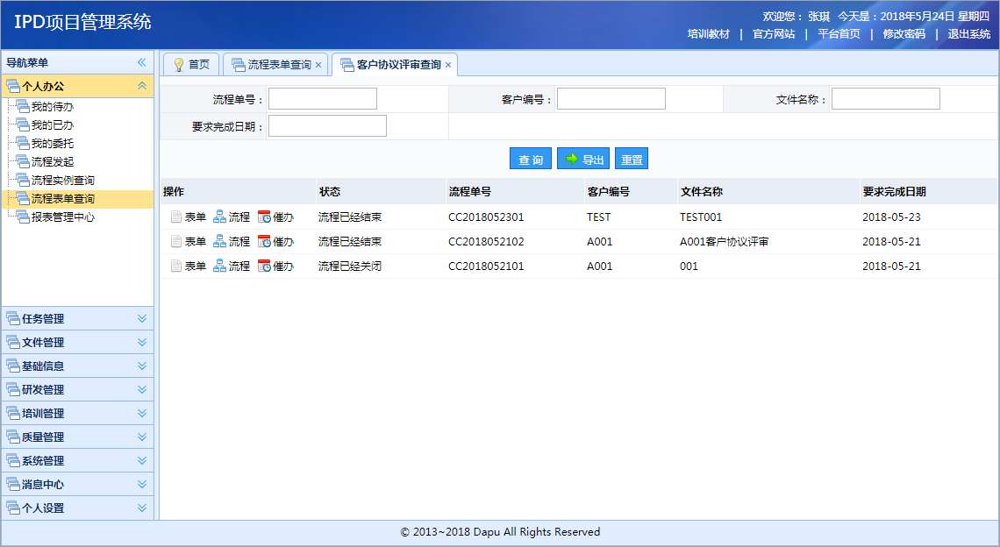 IPD项目管理系统
欢迎您： 张琪 今天是：2018年5月24日 星期四
培训教材 | 官方网站 | 平台首页 | 修改密码 | 退出系统
导航菜单
首页 流程表单查询 × 客户协议评审查询 ×
个人办公
我的待办
我的已办
我的委托
流程发起
流程实例查询
流程表单查询
报表管理中心
任务管理
文件管理
基础信息
研发管理
培训管理
质量管理
系统管理
消息中心
个人设置
流程单号： 客户编号： 文件名称：
要求完成日期：
查 询 导出 重置
操作 状态 流程单号 客户编号 文件名称 要求完成日期
表单 流程 催办 流程已经结束 CC2018052301 TEST TEST001 2018-05-23
表单 流程 催办 流程已经结束 CC2018052102 A001 A001客户协议评审 2018-05-21
表单 流程 催办 流程已经关闭 CC2018052101 A001 001 2018-05-21
© 2013~2018 Dapu All Rights Reserved